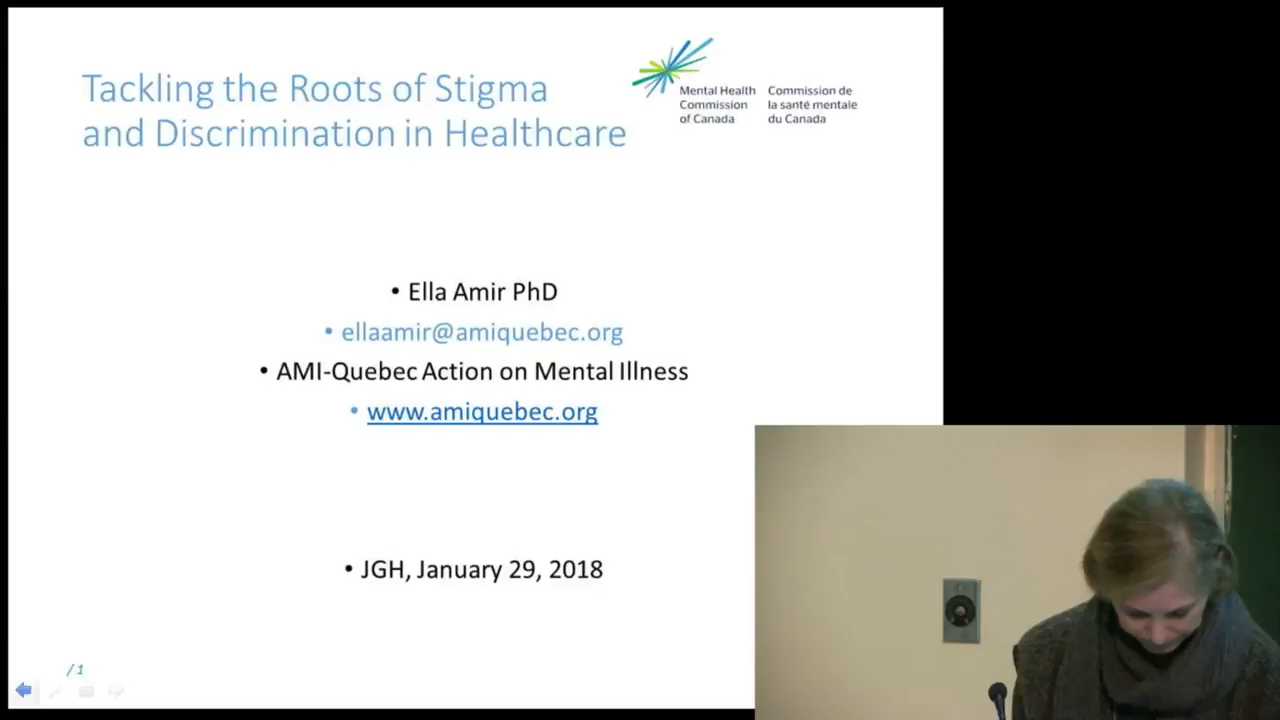 Tackling the Roots of Stigma
and Discrimination in Healthcare
Mental Health
Commission
of Canada
Commission de
la santé mentale
du Canada
• Ella Amir PhD
• ellaamir@amiquebec.org
• AMI-Quebec Action on Mental Illness
• www.amiquebec.org
• JGH, January 29, 2018
/ 1